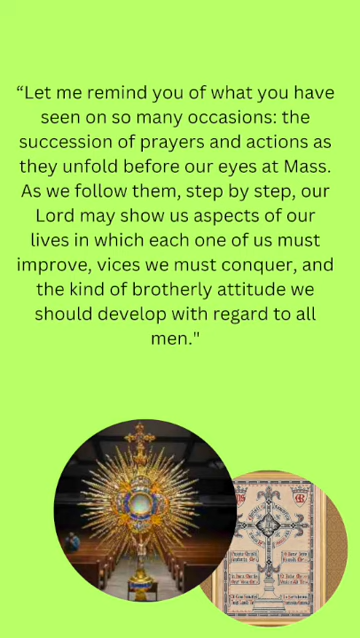 “Let me remind you of what you have
seen on so many occasions: the
succession of prayers and actions as
they unfold before our eyes at Mass.
As we follow them, step by step, our
Lord may show us aspects of our
lives in which each one of us must
improve, vices we must conquer, and
the kind of brotherly attitude we
should develop with regard to all
men."